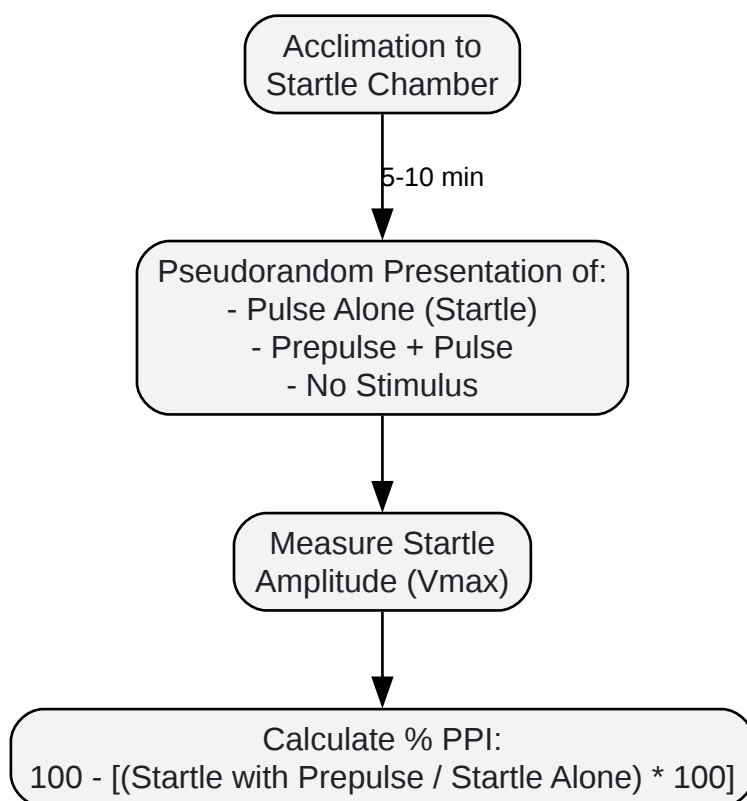 Acclimation to
Startle Chamber
5-10 min
Pseudorandom Presentation of:
- Pulse Alone (Startle)
- Prepulse + Pulse
- No Stimulus
Measure Startle
Amplitude (Vmax)
Calculate % PPI:
100 - [(Startle with Prepulse / Startle Alone) * 100]